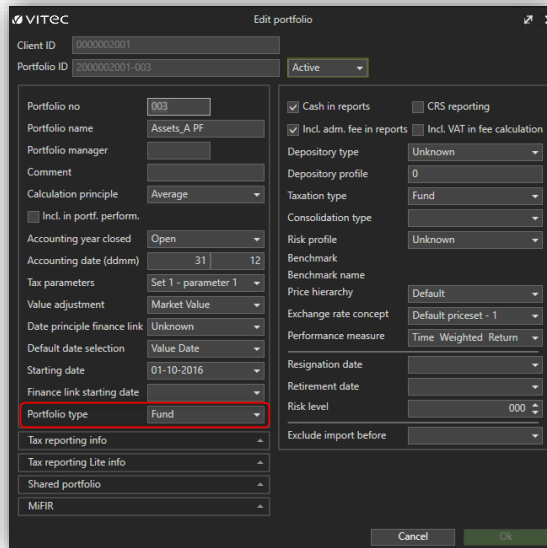 VITEC Edit portfolio
Client ID 0000002001
Portfolio ID 2000002001-003 Active
Portfolio no 003
Portfolio name Assets_A PF
Portfolio manager
Comment
Calculation principle Average
Incl. in portf. perform.
Accounting year closed Open
Accounting date (ddmm) 31 12
Tax parameters Set 1 - parameter 1
Value adjustment Market Value
Date principle finance link Unknown
Default date selection Value Date
Starting date 01-10-2016
Finance link starting date
Portfolio type Fund
Tax reporting info
Tax reporting Lite info
Shared portfolio
MiFIR
Cash in reports CRS reporting
Incl. adm. fee in reports Incl. VAT in fee calculation
Depository type Unknown
Depository profile 0
Taxation type Fund
Consolidation type
Risk profile Unknown
Benchmark
Benchmark name
Price hierarchy Default
Exchange rate concept Default priceset - 1
Performance measure Time Weighted Return
Resignation date
Retirement date
Risk level 000
Exclude import before
Cancel Ok